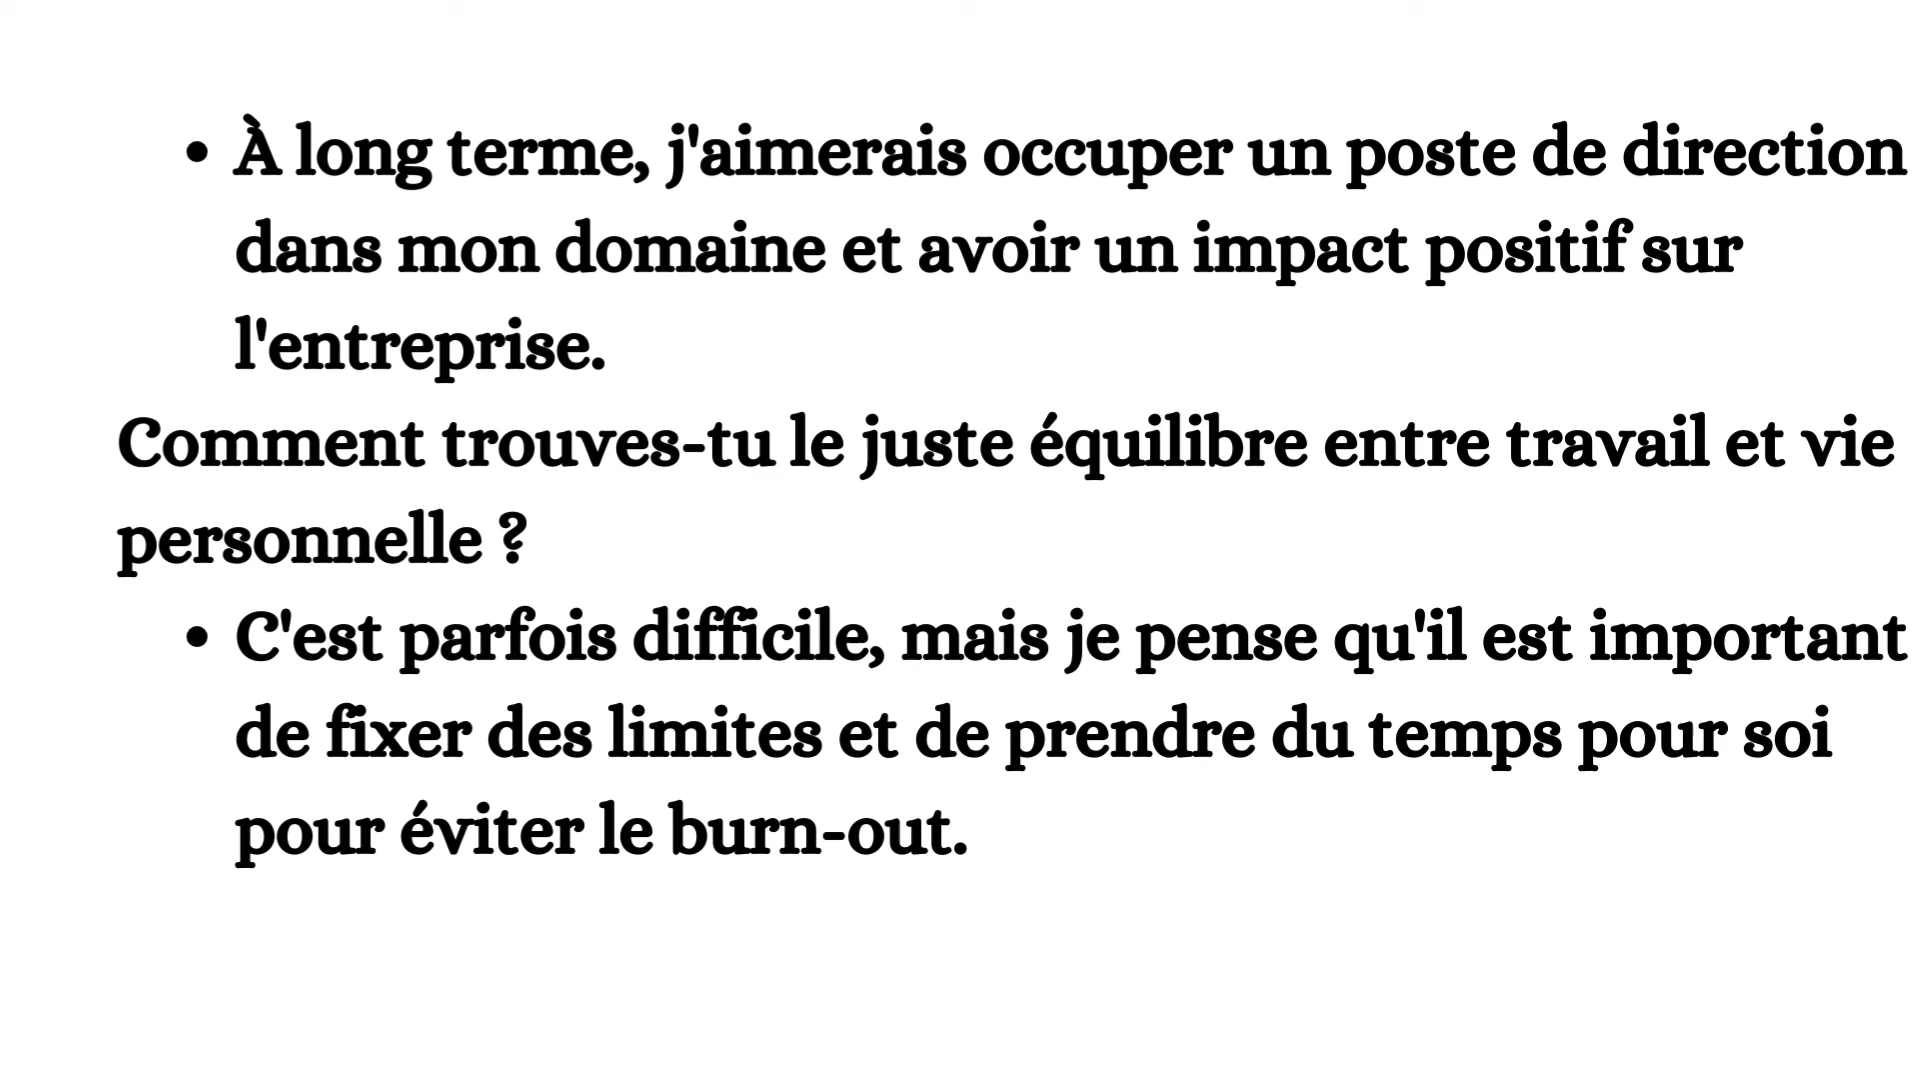 • À long terme, j'aimerais occuper un poste de direction
dans mon domaine et avoir un impact positif sur
l'entreprise.
Comment trouves-tu le juste équilibre entre travail et vie
personnelle ?
• C'est parfois difficile, mais je pense qu'il est important
de fixer des limites et de prendre du temps pour soi
pour éviter le burn-out.